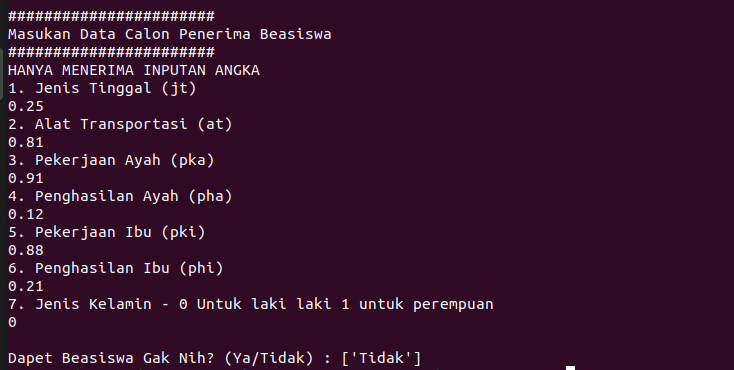 #######################
Masukan Data Calon Penerima Beasiswa
#######################
HANYA MENERIMA INPUTAN ANGKA
1. Jenis Tinggal (jt)
0.25
2. Alat Transportasi (at)
0.81
3. Pekerjaan Ayah (pka)
0.91
4. Penghasilan Ayah (pha)
0.12
5. Pekerjaan Ibu (pki)
0.88
6. Penghasilan Ibu (phi)
0.21
7. Jenis Kelamin - 0 Untuk laki laki 1 untuk perempuan
0
Dapet Beasiswa Gak Nih? (Ya/Tidak) : ['Tidak']